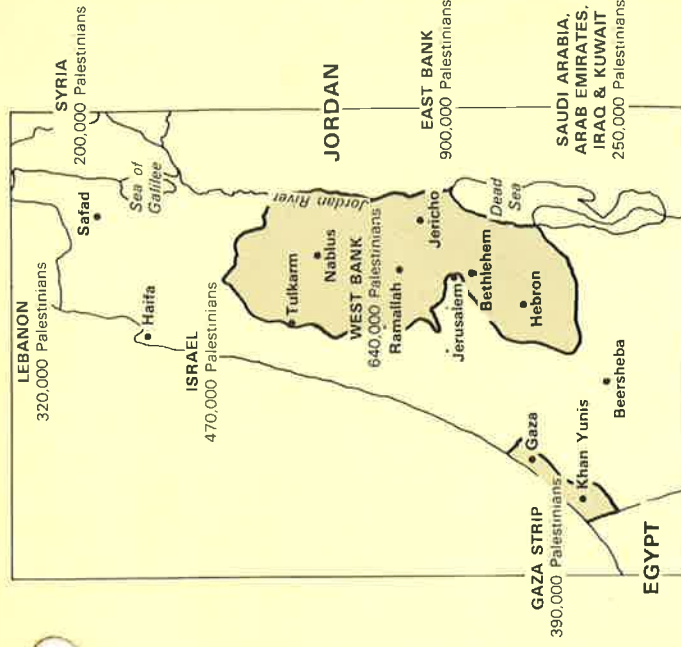 LEBANON
320,000 Palestinians
SYRIA
200,000 Palestinians
Safad
Sea of
Galilee
Haifa
ISRAEL
470,000 Palestinians
JORDAN
Jordan River
Tulkarm
Nablus
WEST BANK
640,000 Palestinians
Ramallah
Jericho
EAST BANK
900,000 Palestinians
Jerusalem
Bethlehem
Dead
Sea
Hebron
Gaza
Khan Yunis
Beersheba
GAZA STRIP
390,000 Palestinians
EGYPT
SAUDI ARABIA,
ARAB EMIRATES,
IRAQ & KUWAIT
250,000 Palestinians